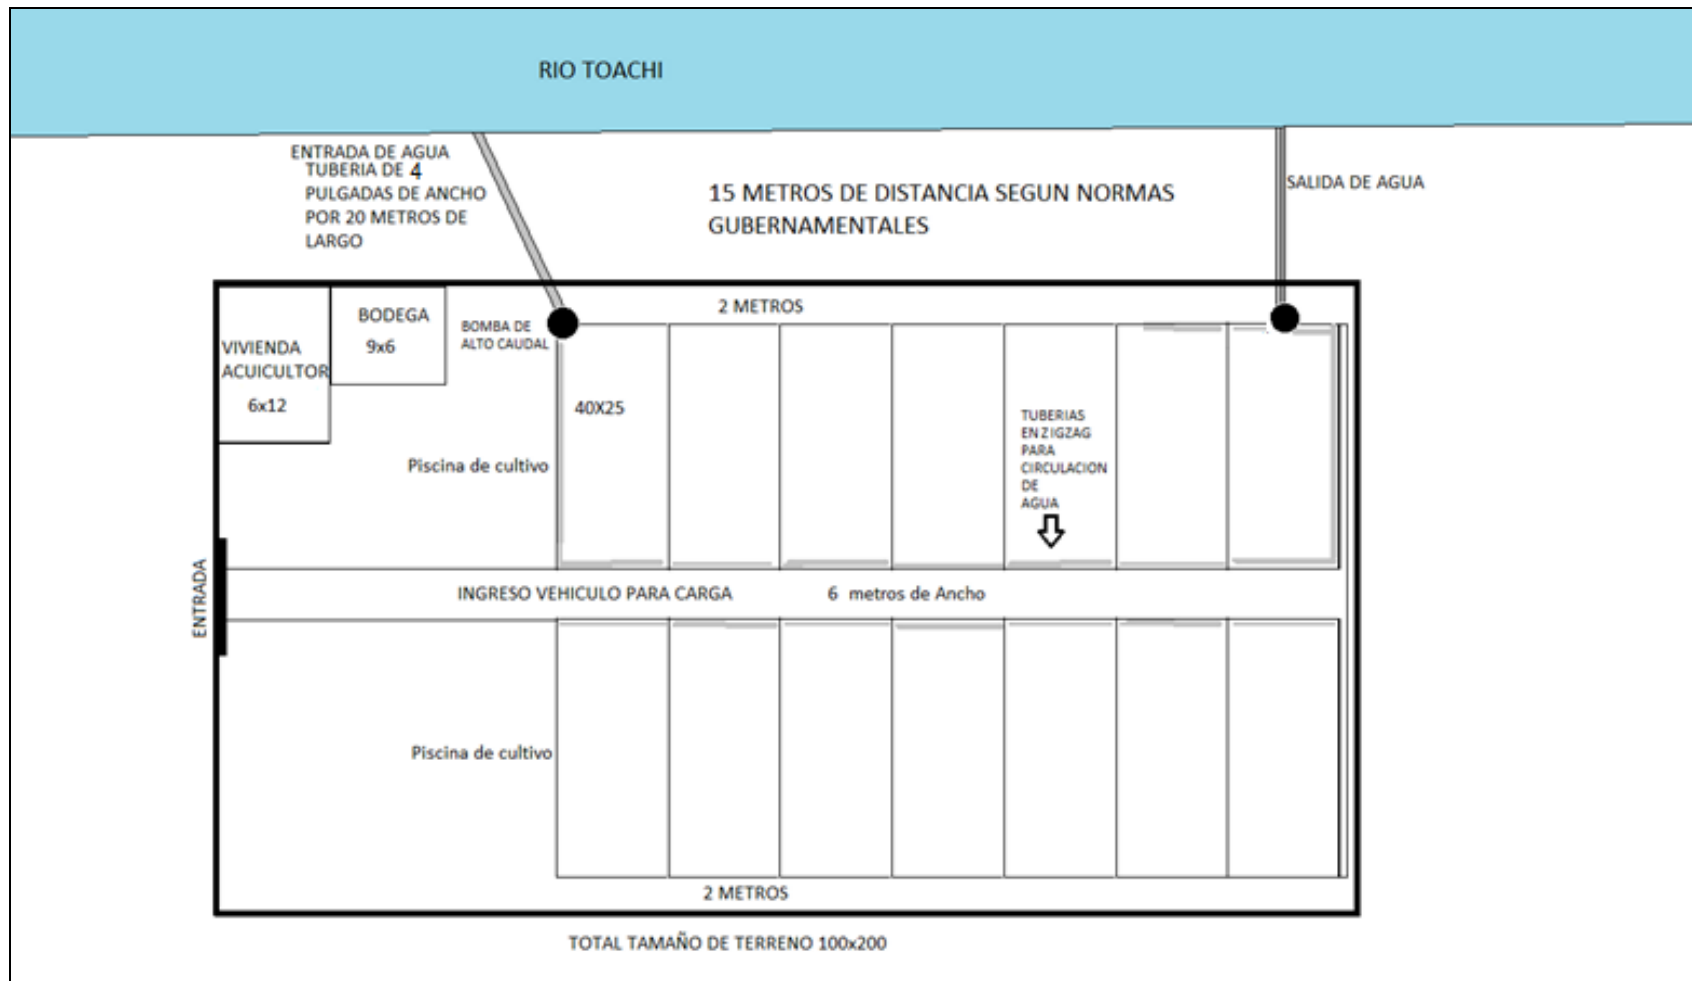 RIO TOACHI
ENTRADA DE AGUA
TUBERIA DE 4
PULGADAS DE ANCHO
POR 20 METROS DE
LARGO
15 METROS DE DISTANCIA SEGUN NORMAS
GUBERNAMENTALES
SALIDA DE AGUA
2 METROS
BODEGA
9x6
BOMBA DE
ALTO CAUDAL
VIVIENDA
ACUICULTOR
6x12
40X25
TUBERIAS
EN ZIGZAG
PARA
CIRCULACION
DE
AGUA
Piscina de cultivo
ENTRADA
INGRESO VEHICULO PARA CARGA
6 metros de Ancho
Piscina de cultivo
2 METROS
TOTAL TAMAÑO DE TERRENO 100x200